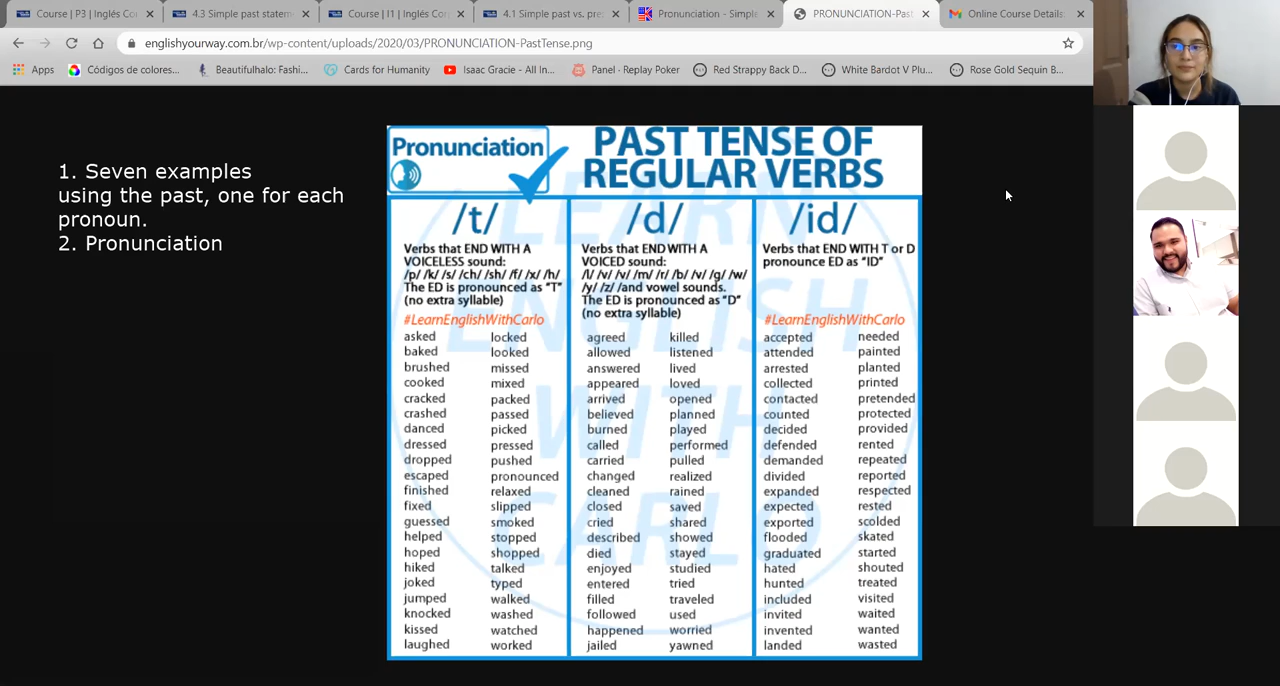 Course | P3 | Inglés Co
4.3 Simple past statem
Course | I1 | Inglés Cor
4.1 Simple past vs. pre
Pronunciation - Simple
PRONUNCIATION-Past
Online Course Details
englishyourway.com.br/wp-content/uploads/2020/03/PRONUNCIATION-PastTense.png
Apps
Códigos de colores...
Beautifulhalo: Fashi...
Cards for Humanity
Isaac Gracie - All In...
Panel · Replay Poker
Red Strappy Back D...
White Bardot V Plu...
Rose Gold Sequin B...
1. Seven examples
using the past, one for each
pronoun.
2. Pronunciation
Pronunciation
PAST TENSE OF
REGULAR VERBS
/t/
Verbs that END WITH A
VOICELESS sound:
/p/ /k/ /s/ /ch/ /sh/ /f/ /x/ /h/
The ED is pronounced as "T"
(no extra syllable)
#LearnEnglishWithCarlo
asked locked
baked looked
brushed missed
cooked mixed
cracked packed
crashed passed
danced picked
dressed pressed
dropped pushed
escaped pronounced
finished relaxed
fixed slipped
guessed smoked
helped stopped
hoped shopped
hiked talked
joked typed
jumped walked
knocked washed
kissed watched
laughed worked
/d/
Verbs that END WITH A
VOICED sound:
/l/ /v/ /v/ /m/ /r/ /b/ /v/ /g/ /w/
/y/ /z/ /and vowel sounds.
The ED is pronounced as "D"
(no extra syllable)
agreed killed
allowed listened
answered lived
appeared loved
arrived opened
believed planned
burned played
called performed
carried pulled
changed realized
cleaned rained
closed saved
cried shared
described showed
died stayed
enjoyed studied
entered tried
filled traveled
followed used
happened worried
jailed yawned
/id/
Verbs that END WITH T or D
pronounce ED as "ID"
#LearnEnglishWithCarlo
accepted needed
attended painted
arrested planted
collected printed
contacted pretended
counted protected
decided provided
defended rented
demanded repeated
divided reported
expanded respected
expected rested
exported scolded
flooded skated
graduated started
hated shouted
hunted treated
included visited
invited waited
invented wanted
landed wasted
LEARN
ENGLISH
WITH
CARLO